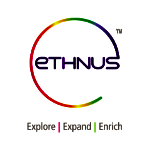 TM
eTHNUS
Explore | Expand | Enrich